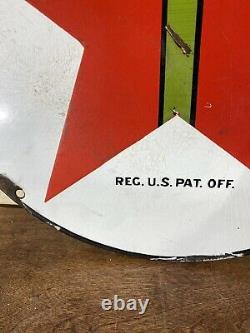 REG. U.S. PAT. OFF.